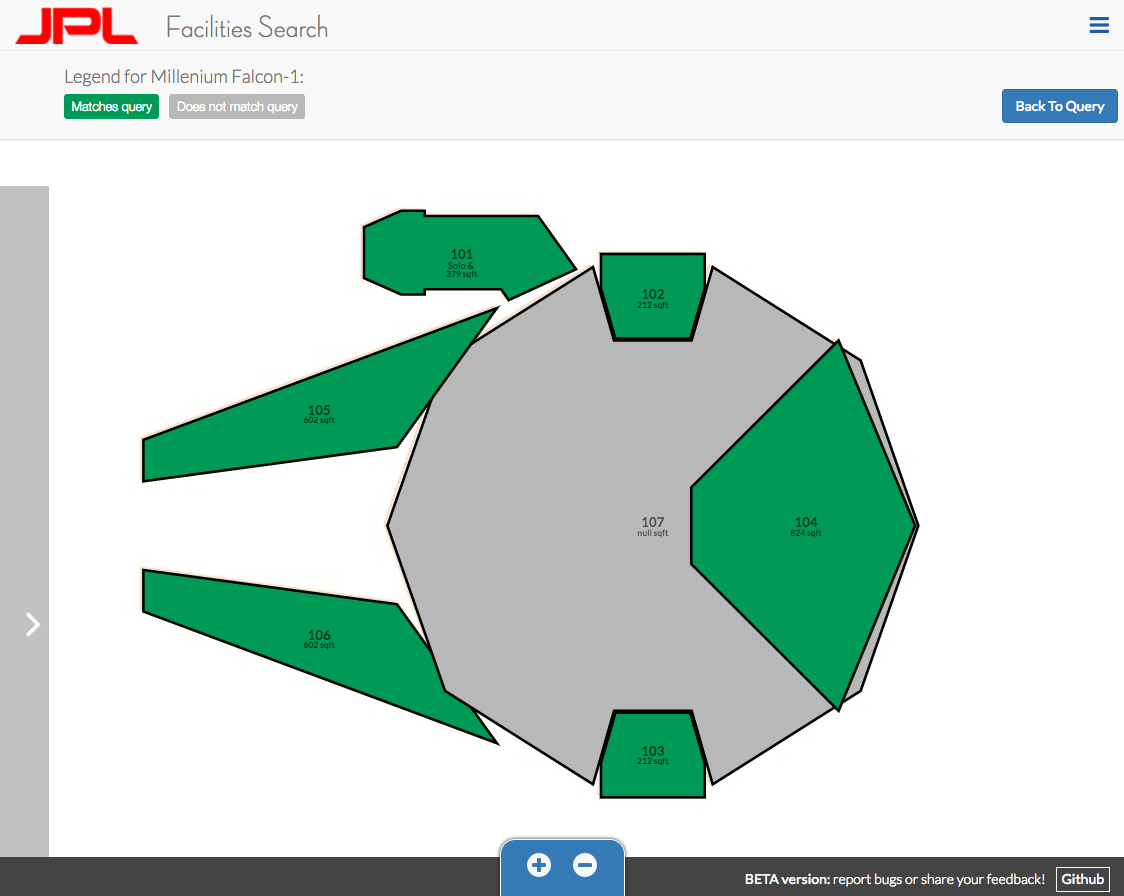 JPL Facilities Search
Legend for Millenium Falcon-1:
Matches query Does not match query
Back To Query
101
Solo &
379 sqft
102
212 sqft
105
602 sqft
107
null sqft
104
824 sqft
106
602 sqft
103
212 sqft
BETA version: report bugs or share your feedback! Github